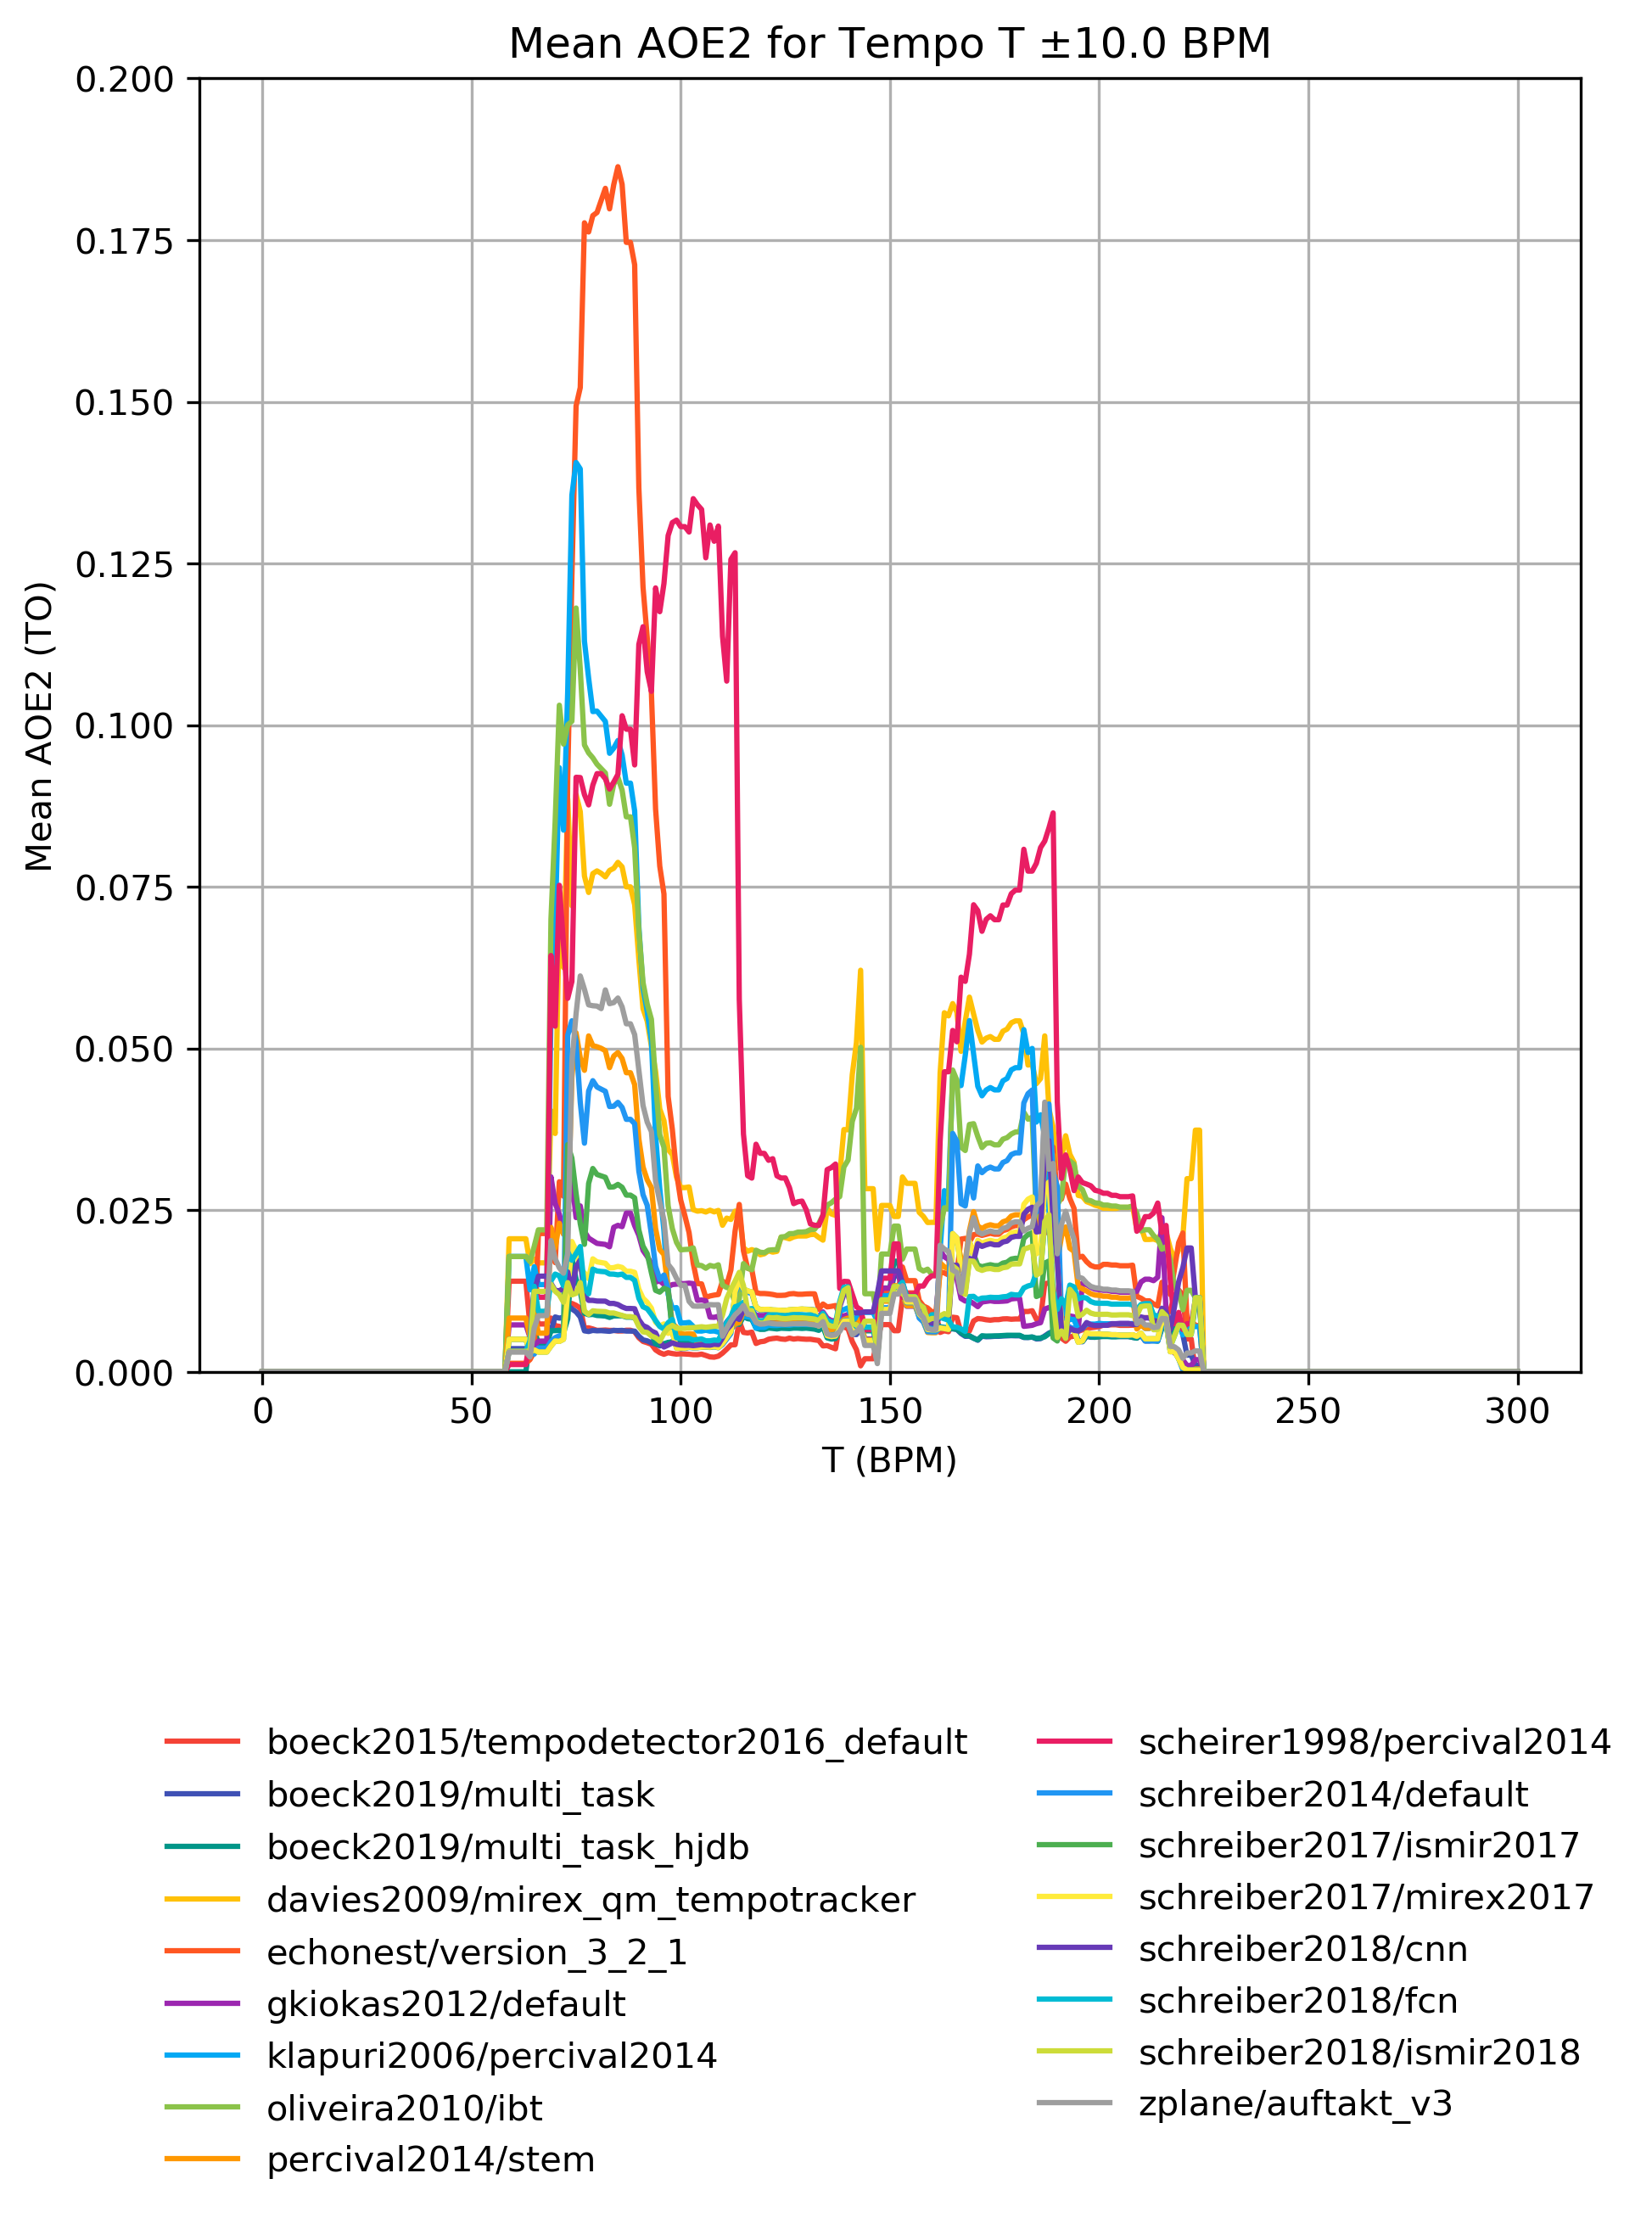 Mean AOE2 for Tempo T ±10.0 BPM
0.200
0.175
0.150
0.125
0.100
0.075
0.050
0.025
0.000
Mean AOE2 (TO)
0 50 100 150 200 250 300
T (BPM)
boeck2015/tempodetector2016_default
boeck2019/multi_task
boeck2019/multi_task_hjdb
davies2009/mirex_qm_tempotracker
echonest/version_3_2_1
gkiokas2012/default
klapuri2006/percival2014
oliveira2010/ibt
percival2014/stem
scheirer1998/percival2014
schreiber2014/default
schreiber2017/ismir2017
schreiber2017/mirex2017
schreiber2018/cnn
schreiber2018/fcn
schreiber2018/ismir2018
zplane/auftakt_v3